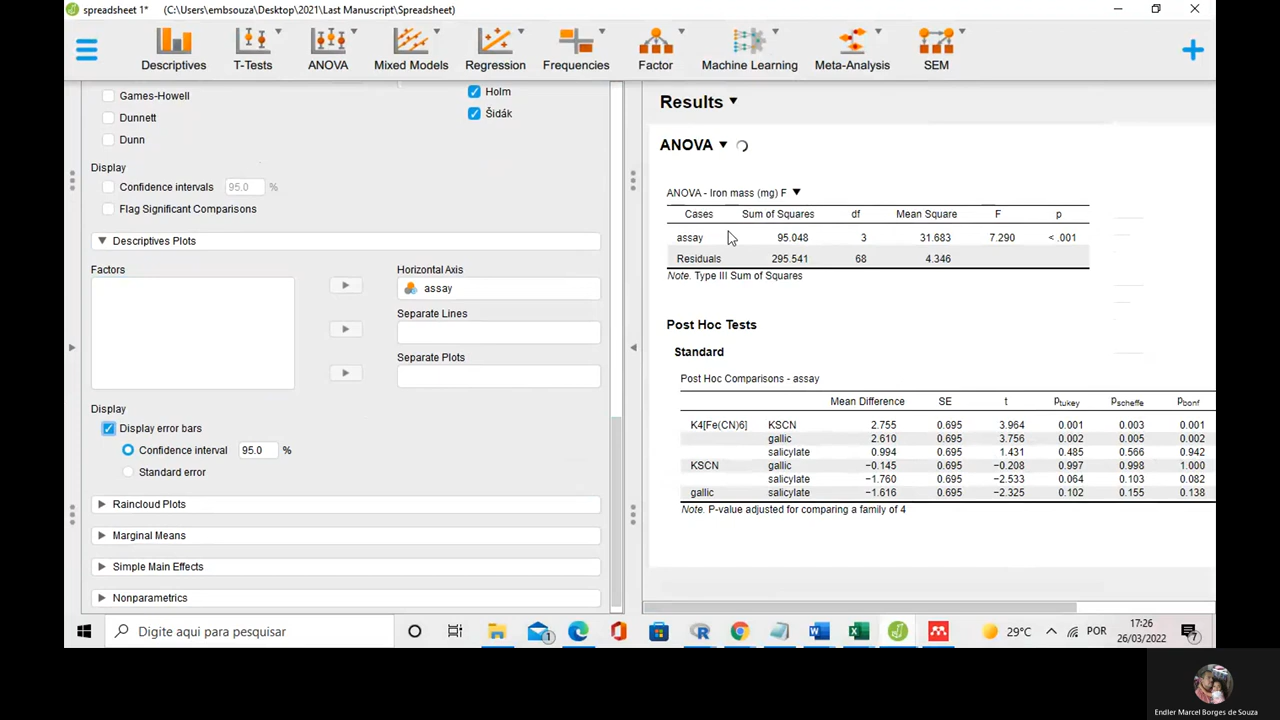 spreadsheet 1* (C:\Users\embsouza\Desktop\2021\Last Manuscript\Spreadsheet)
Descriptives T-Tests ANOVA Mixed Models Regression Frequencies Factor Machine Learning Meta-Analysis SEM
Games-Howell
Dunnett
Dunn
Holm
Šidák
Display
Confidence intervals 95.0 %
Flag Significant Comparisons
Descriptives Plots
Factors
Horizontal Axis
assay
Separate Lines
Separate Plots
Display
Display error bars
Confidence interval 95.0 %
Standard error
Raincloud Plots
Marginal Means
Simple Main Effects
Nonparametrics
Results
ANOVA
ANOVA - Iron mass (mg) F
Cases Sum of Squares df Mean Square F p
assay 95.048 3 31.683 7.290 < .001
Residuals 295.541 68 4.346
Note. Type III Sum of Squares
Post Hoc Tests
Standard
Post Hoc Comparisons - assay
Mean Difference SE t ptukey pscheffe pbonf
K4[Fe(CN)6] KSCN 2.755 0.695 3.964 0.001 0.003 0.001
gallic 2.610 0.695 3.756 0.002 0.005 0.002
salicylate 0.994 0.695 1.431 0.485 0.566 0.942
KSCN gallic −0.145 0.695 −0.208 0.997 0.998 1.000
salicylate −1.760 0.695 −2.533 0.064 0.103 0.082
gallic salicylate −1.616 0.695 −2.325 0.102 0.155 0.138
Note. P-value adjusted for comparing a family of 4
Digite aqui para pesquisar
1
29°C
POR
17:26
26/03/2022
7
Endler Marcel Borges de Souza